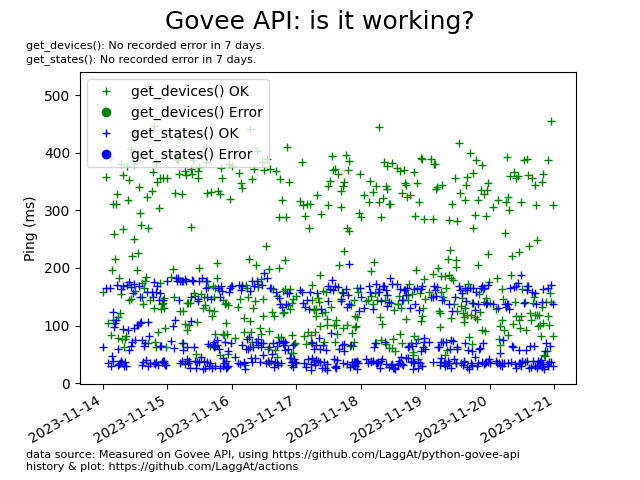 Govee API: is it working?
get_devices(): No recorded error in 7 days.
get_states(): No recorded error in 7 days.
get_devices() OK
get_devices() Error
get_states() OK
get_states() Error
Ping (ms)
500
400
300
200
100
0
2023-11-14
2023-11-15
2023-11-16
2023-11-17
2023-11-18
2023-11-19
2023-11-20
2023-11-21
data source: Measured on Govee API, using https://github.com/LaggAt/python-govee-api
history & plot: https://github.com/LaggAt/actions